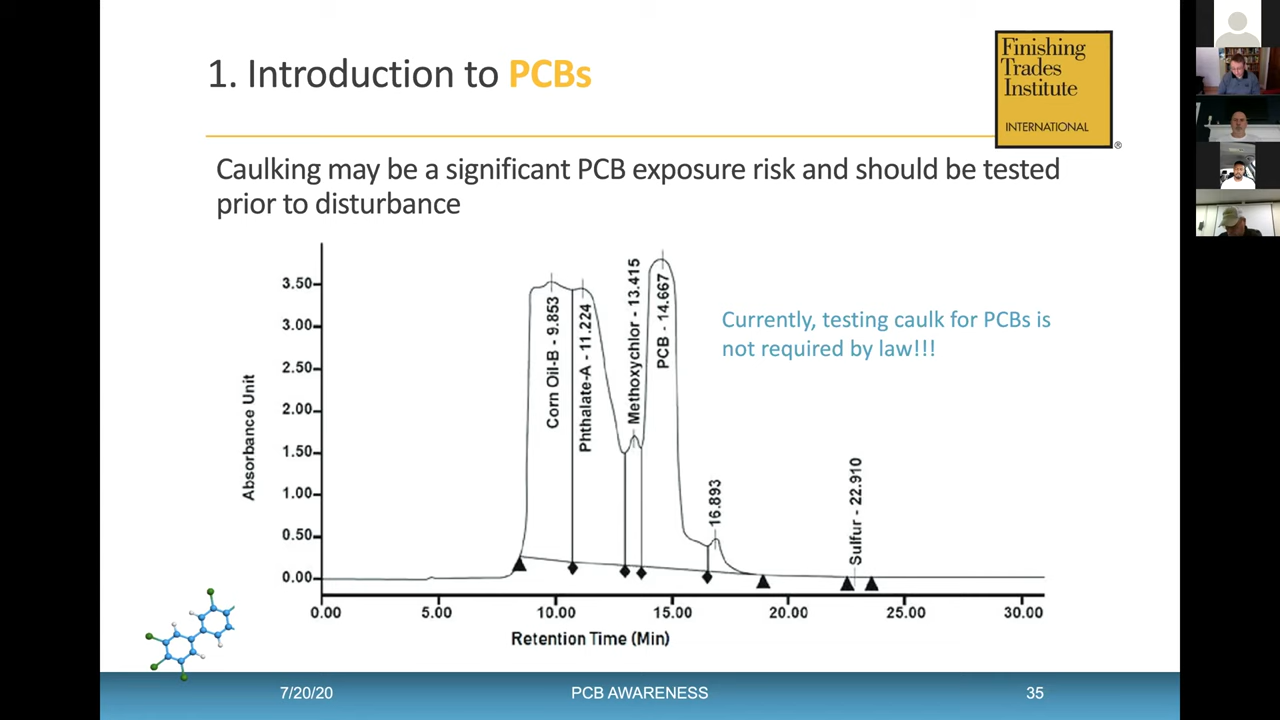 1. Introduction to PCBs
Finishing
Trades
Institute
INTERNATIONAL
®
Caulking may be a significant PCB exposure risk and should be tested
prior to disturbance
Currently, testing caulk for PCBs is
not required by law!!!
Absorbance Unit
3.50
3.00
2.50
2.00
1.50
1.00
0.50
0.00
Corn Oil-B - 9.853
Phthalate-A - 11.224
Methoxychlor - 13.415
PCB - 14.667
16.893
Sulfur - 22.910
0.00 5.00 10.00 15.00 20.00 25.00 30.00
Retention Time (Min)
7/20/20 PCB AWARENESS 35